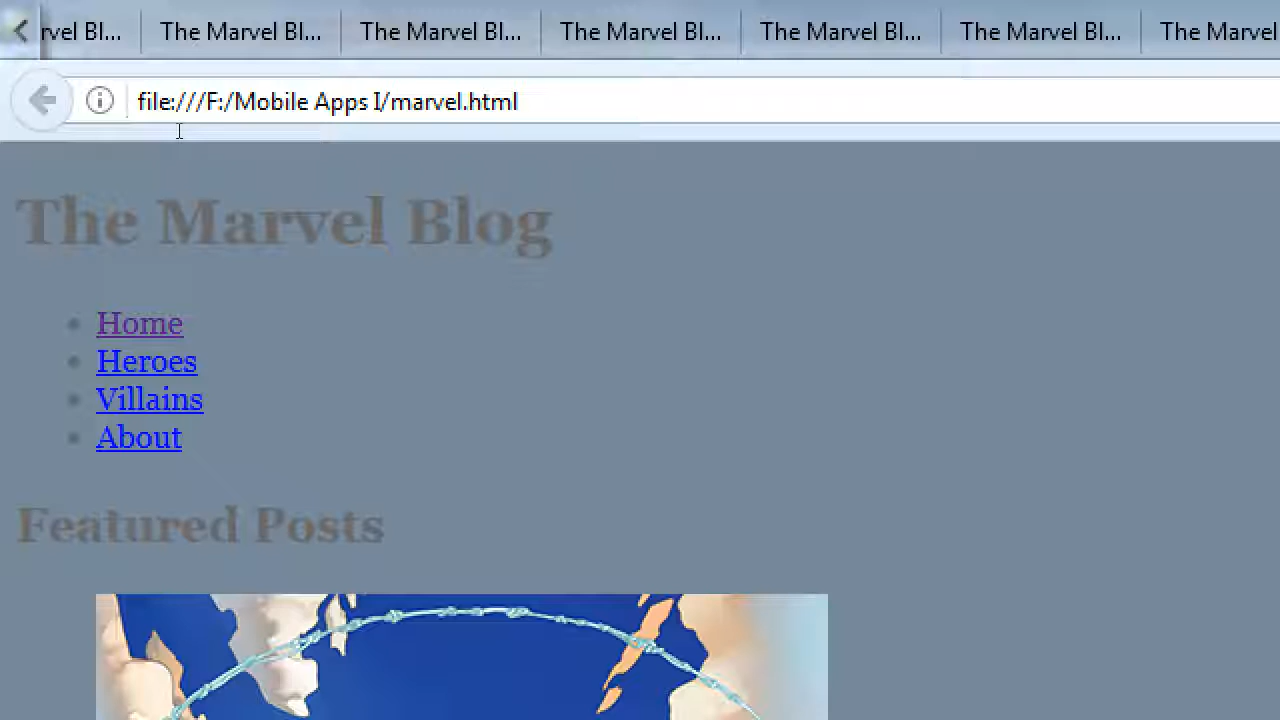 rvel Bl... The Marvel Bl... The Marvel Bl... The Marvel Bl... The Marvel Bl... The Marvel Bl... The Marvel
file:///F:/Mobile Apps I/marvel.html
The Marvel Blog
Home
Heroes
Villains
About
Featured Posts